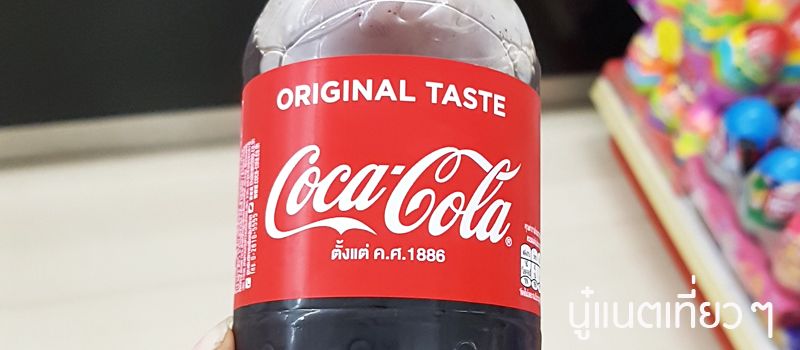 ORIGINAL TASTE
Coca-Cola®
ตั้งแต่ ค.ศ.1886
นู๋แนตเที่ยว ๆ